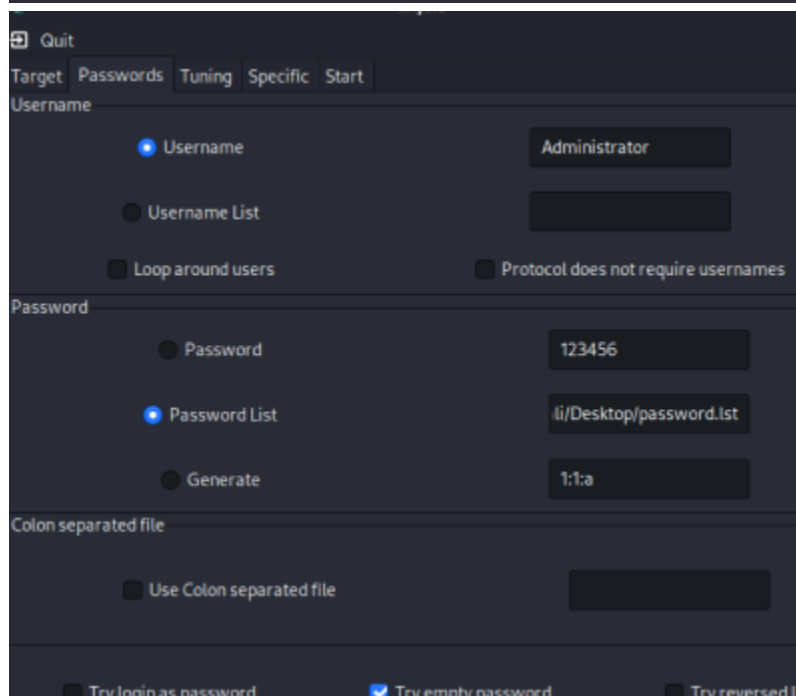 Quit
Target Passwords Tuning Specific Start
Username
Username Administrator
Username List
Loop around users Protocol does not require usernames
Password
Password 123456
Password List li/Desktop/password.lst
Generate 1:1:a
Colon separated file
Use Colon separated file
Try login as password Try empty password Try reversed